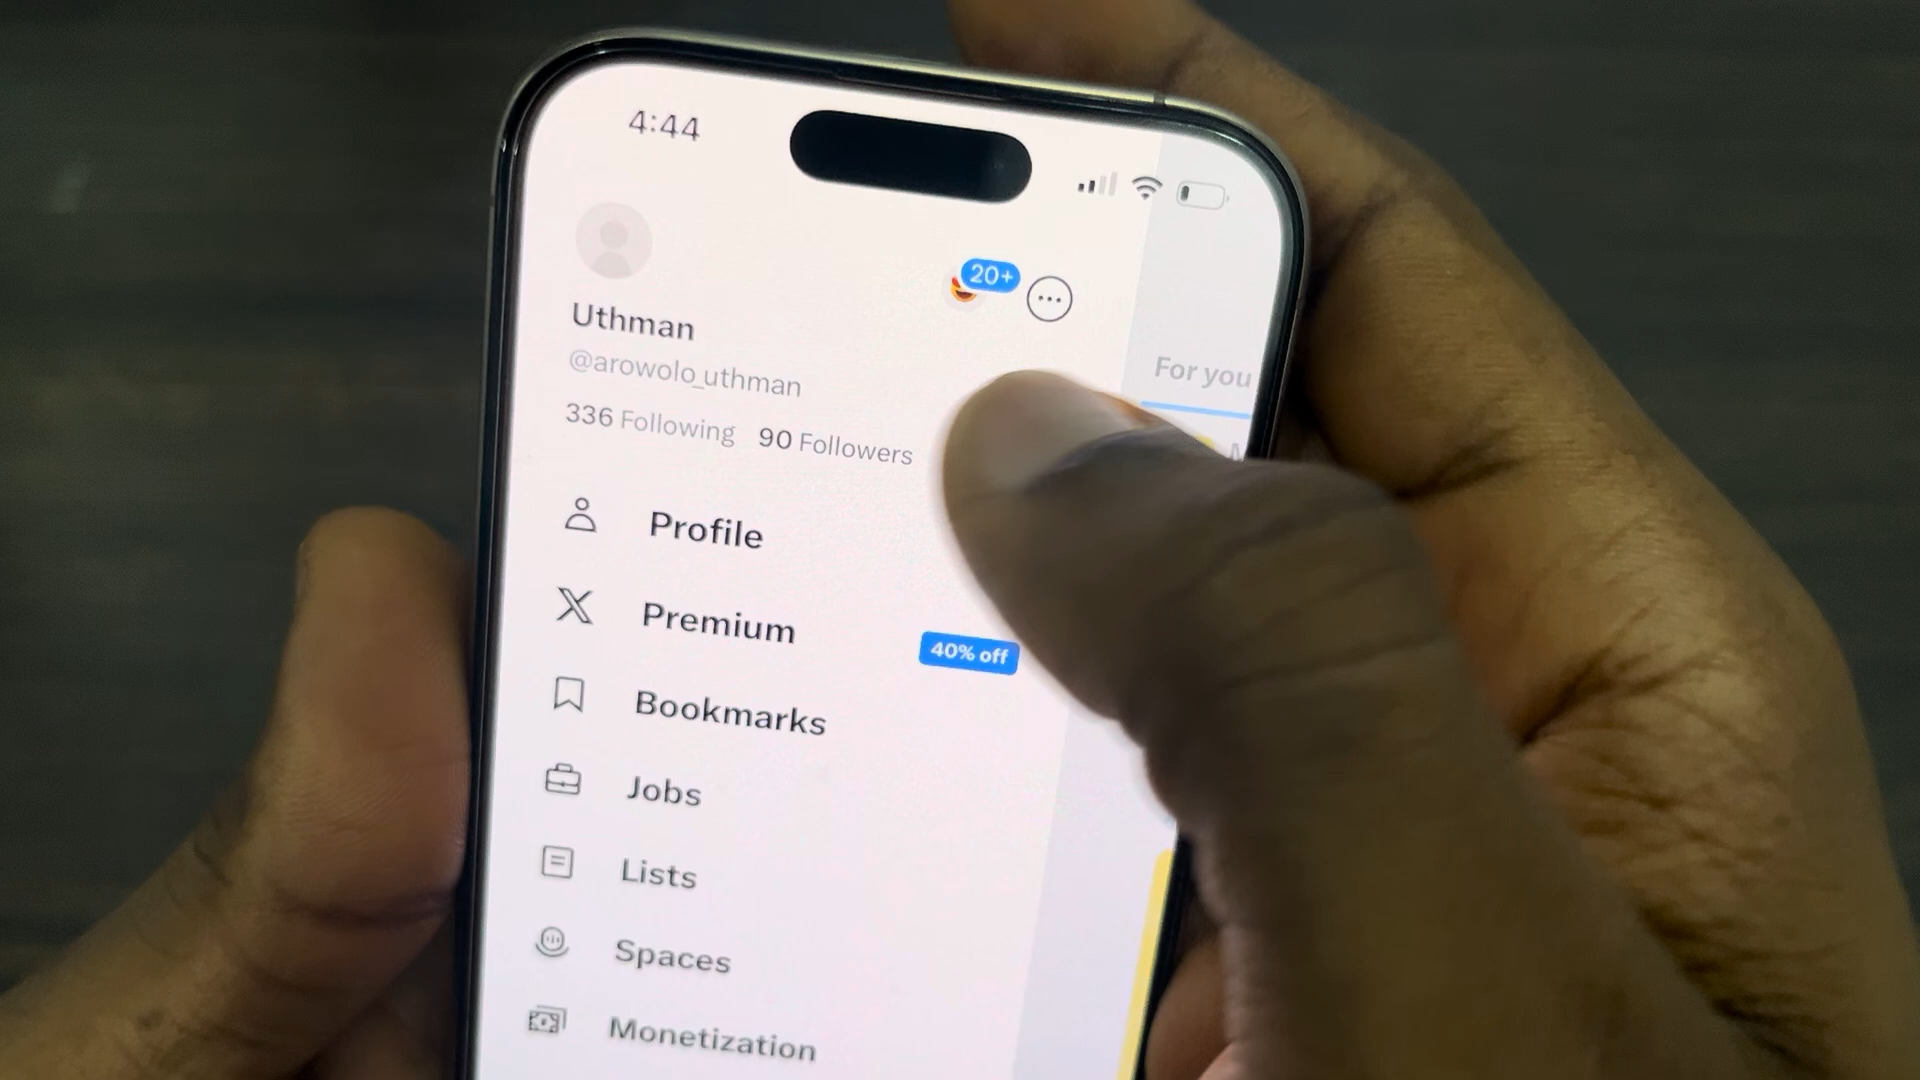 4:44
20+
Uthman
@arowolo_uthman
336 Following 90 Followers
For you
Profile
Premium
40% off
Bookmarks
Jobs
Lists
Spaces
Monetization